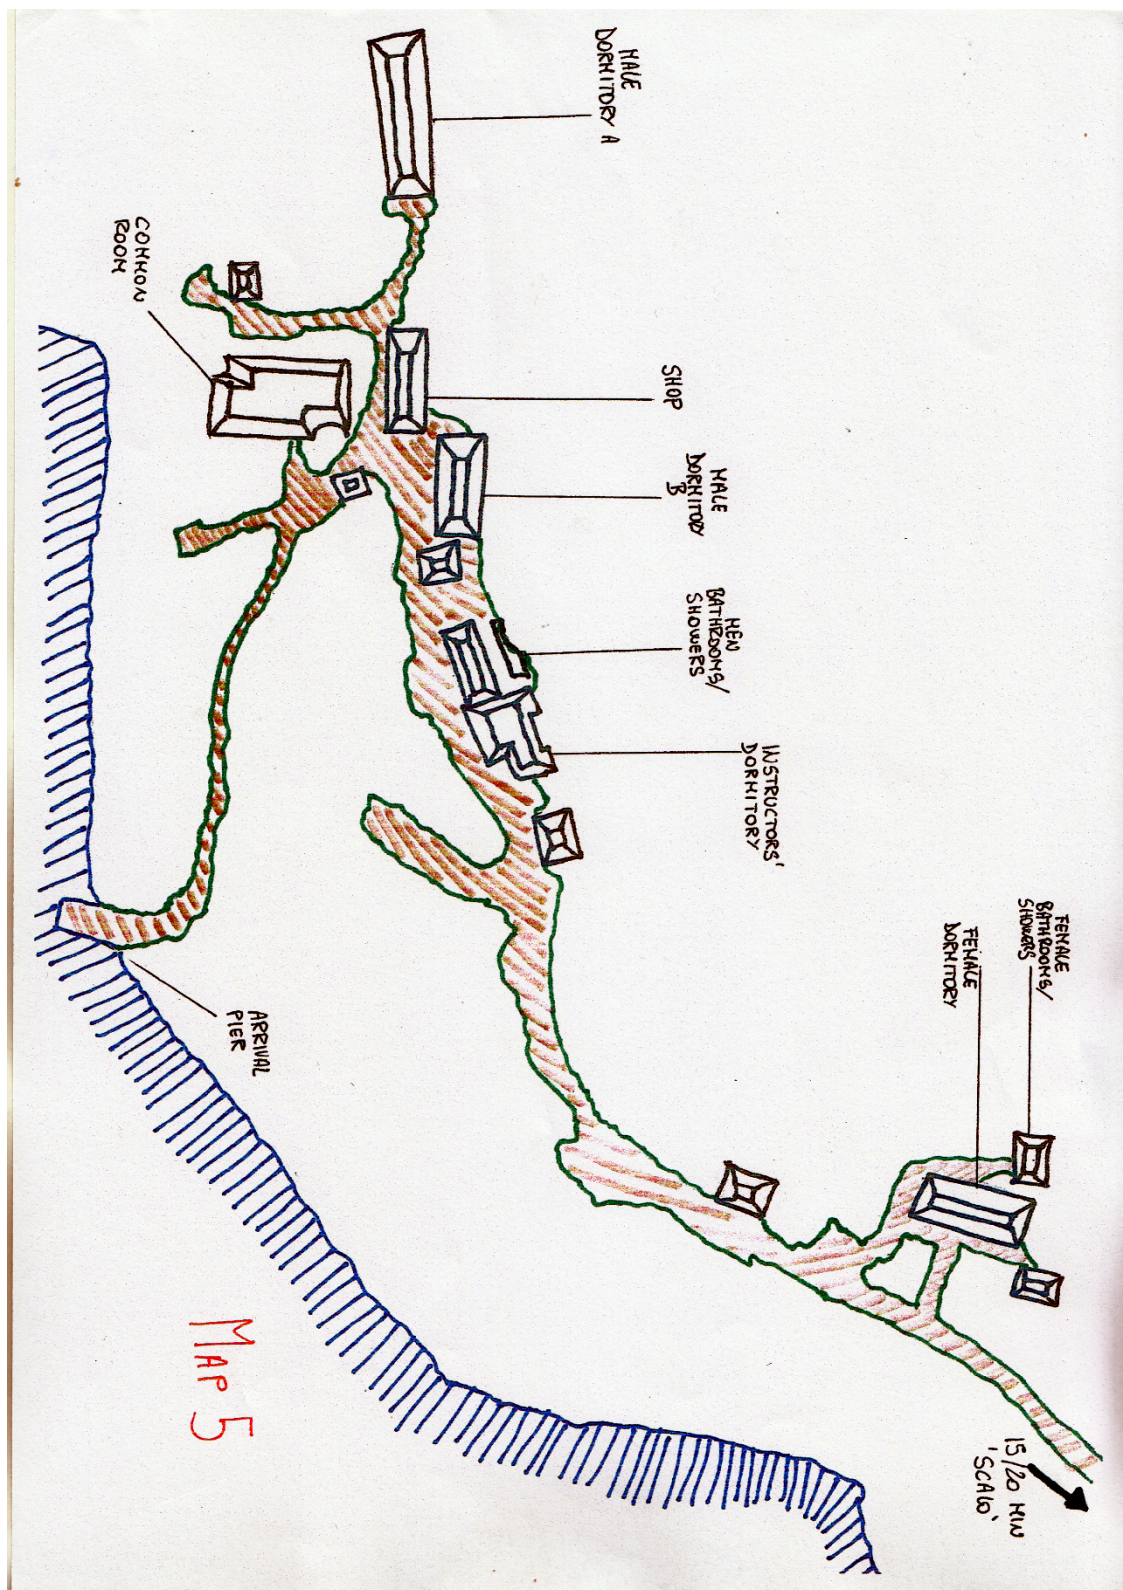 MALE
DORMITORY A
SHOP
MALE
DORMITORY
B
MEN
BATHROOMS/
SHOWERS
INSTRUCTORS'
DORMITORY
FEMALE
BATHROOMS/
SHOWERS
FEMALE
DORMITORY
15/20 MIN
'SCALO'
COMMON
ROOM
ARRIVAL
PIER
MAP 5